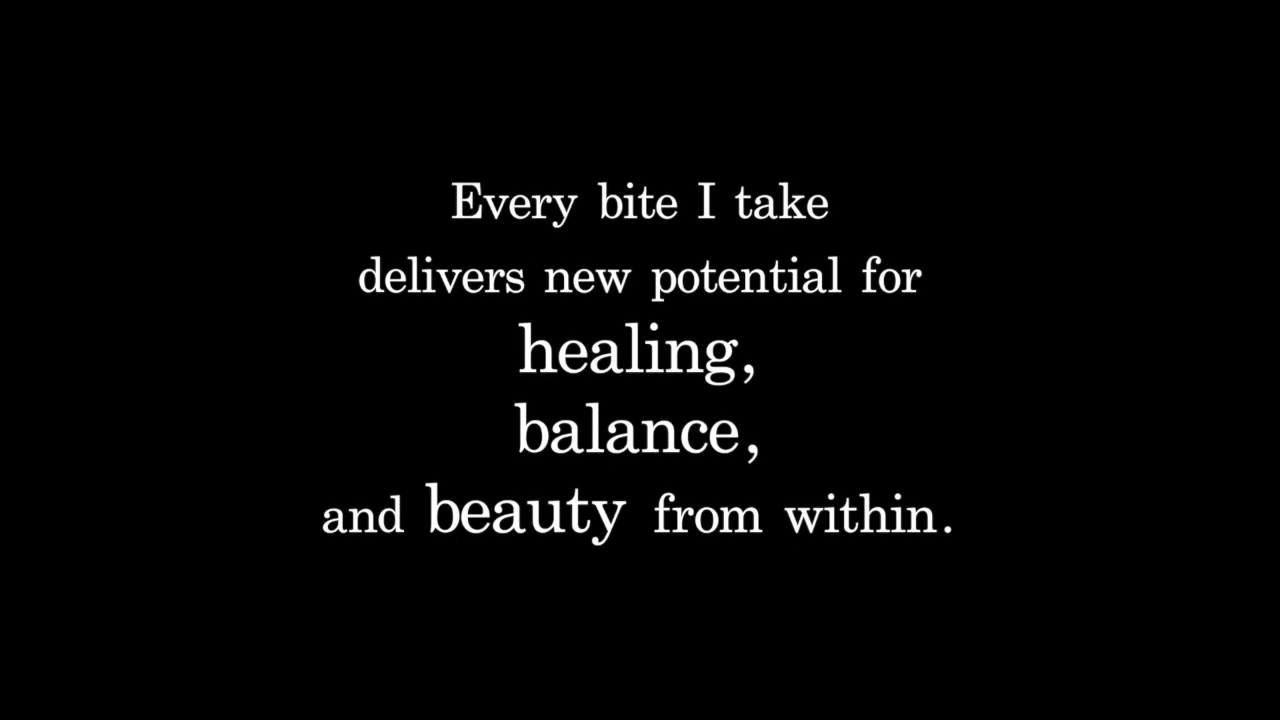 Every bite I take
delivers new potential for
healing,
balance,
and beauty from within.